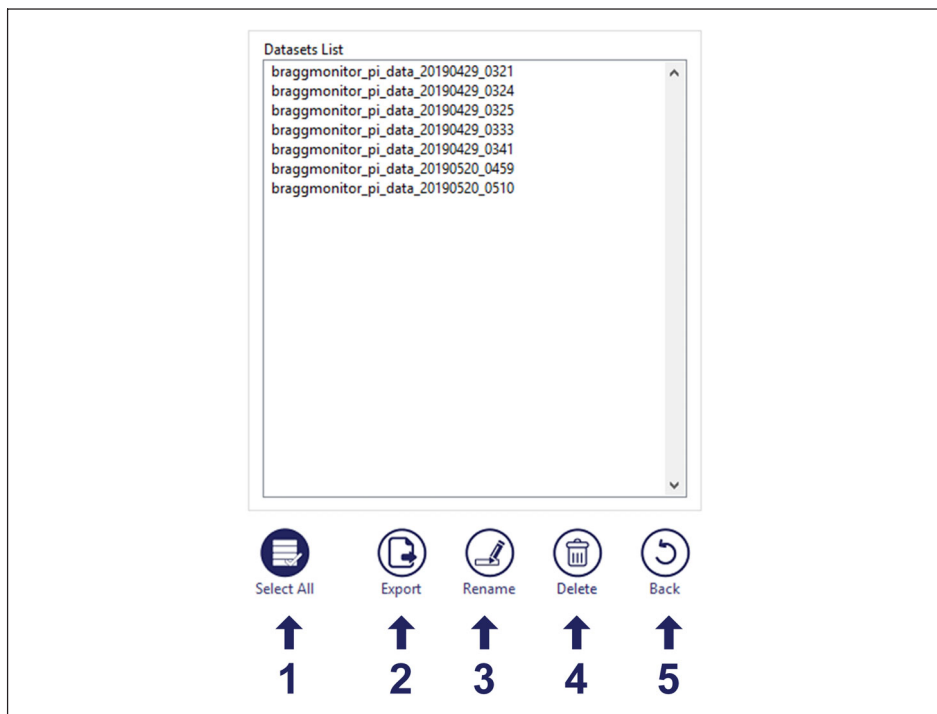 Datasets List
braggmonitor_pi_data_20190429_0321
braggmonitor_pi_data_20190429_0324
braggmonitor_pi_data_20190429_0325
braggmonitor_pi_data_20190429_0333
braggmonitor_pi_data_20190429_0341
braggmonitor_pi_data_20190520_0459
braggmonitor_pi_data_20190520_0510
Select All Export Rename Delete Back
1 2 3 4 5